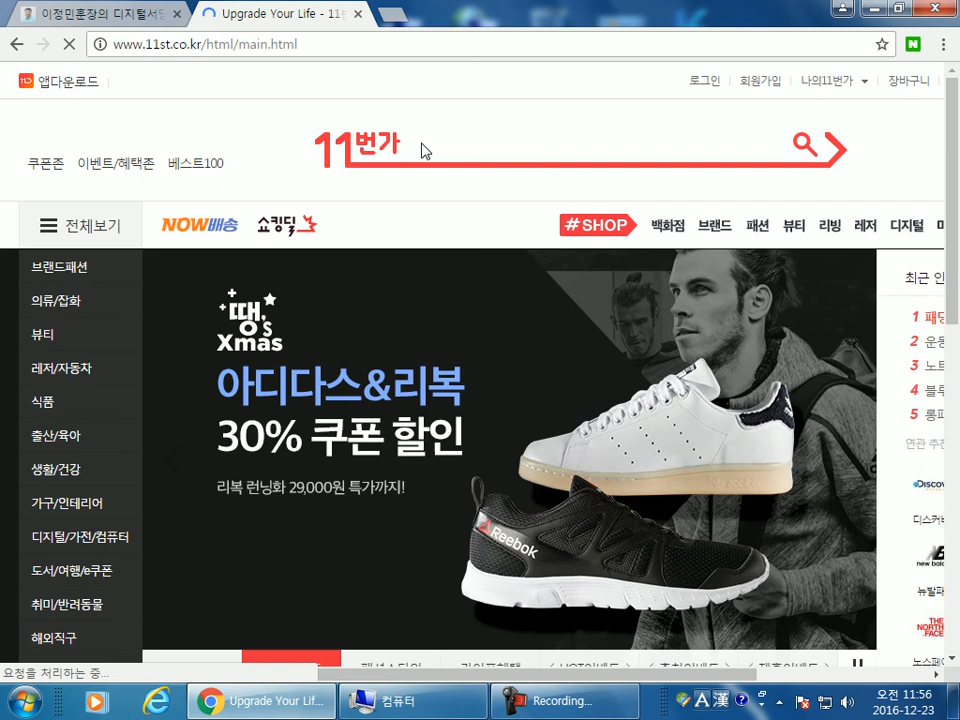 이정민훈장의 디지털서당
Upgrade Your Life - 11번
www.11st.co.kr/html/main.html
앱다운로드
로그인 회원가입 나의11번가 장바구니
11번가
쿠폰존 이벤트/혜택존 베스트100
전체보기 NOW배송 쇼킹딜 #SHOP 백화점 브랜드 패션 뷰티 리빙 레저 디지털
브랜드패션
의류/잡화
뷰티
레저/자동차
식품
출산/육아
생활/건강
가구/인테리어
디지털/가전/컴퓨터
도서/여행/e쿠폰
취미/반려동물
해외직구
땡's
Xmas
아디다스&리복
30% 쿠폰 할인
리복 런닝화 29,000원 특가까지!
Reebok
최근 인
1 패딩
2 운동
3 노트
4 블루
5 롱패
연관 추천
Discov
디스커버
new bala
뉴발란
THE
NORTH
FACE
노스페이
요청을 처리하는 중...
Upgrade Your Lif...
컴퓨터
Recording...
A 漢
오전 11:56
2016-12-23